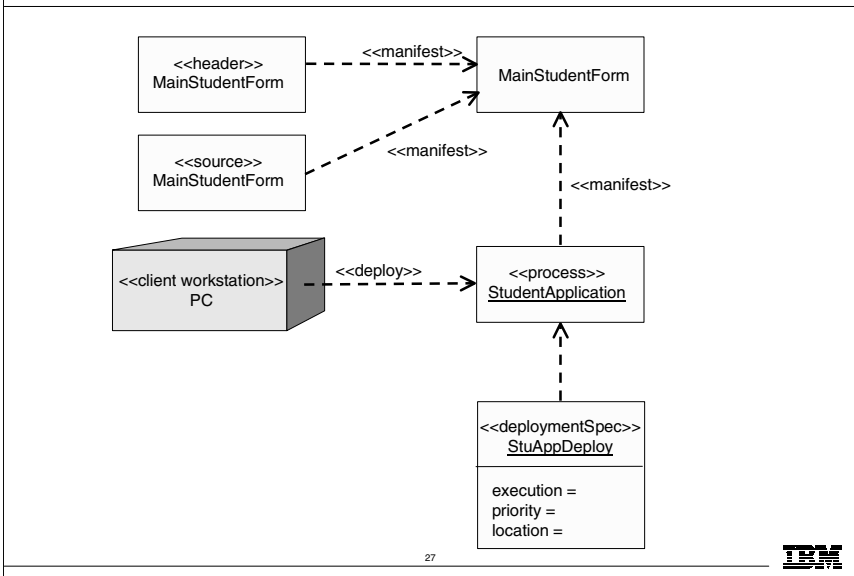 <<header>>
MainStudentForm
<<manifest>>
MainStudentForm
<<source>>
MainStudentForm
<<manifest>>
<<manifest>>
<<client workstation>>
PC
<<deploy>>
<<process>>
StudentApplication
<<deploymentSpec>>
StuAppDeploy
execution =
priority =
location =
27
IBM